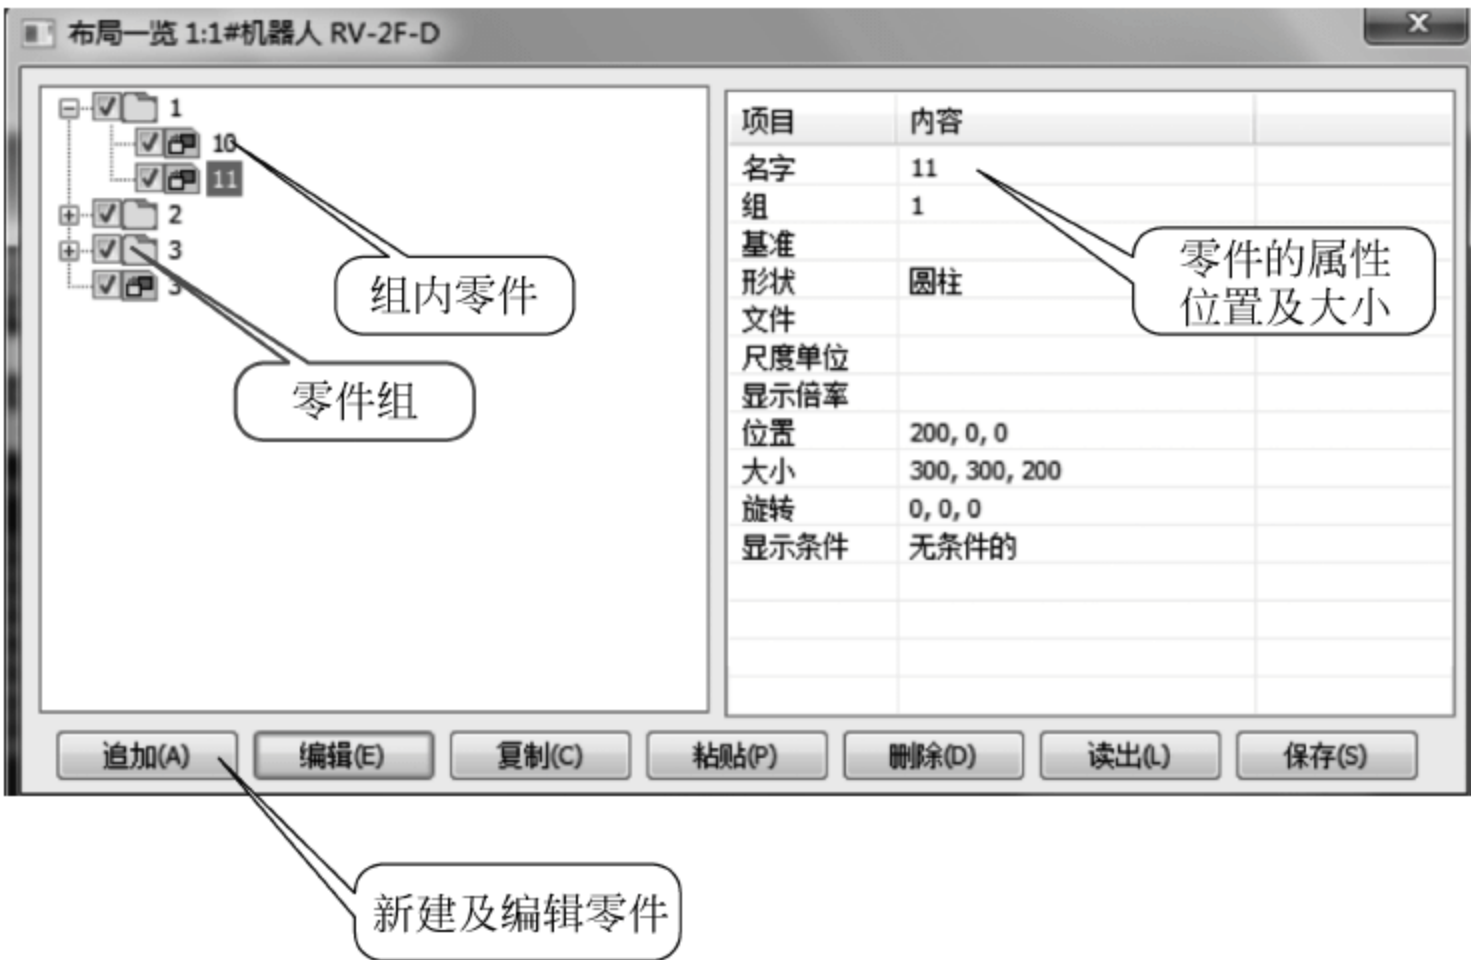 布局一览 1:1#机器人 RV-2F-D
1
10
11
2
3
3
组内零件
零件组
项目 内容
名字 11
组 1
基准
形状 圆柱
文件
尺度单位
显示倍率
位置 200, 0, 0
大小 300, 300, 200
旋转 0, 0, 0
显示条件 无条件的
零件的属性
位置及大小
追加(A) 编辑(E) 复制(C) 粘贴(P) 删除(D) 读出(L) 保存(S)
新建及编辑零件